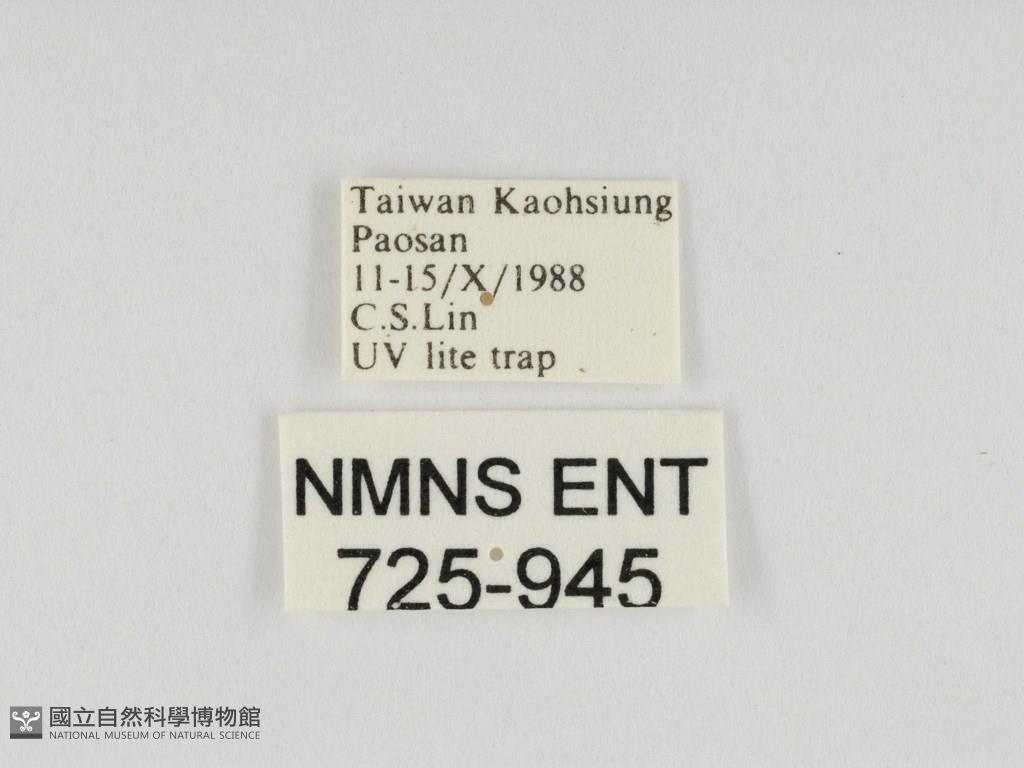 Taiwan Kaohsiung
Paosan
11-15/X/1988
C.S.Lin
UV lite trap
NMNS ENT
725-945
國立自然科學博物館
NATIONAL MUSEUM OF NATURAL SCIENCE